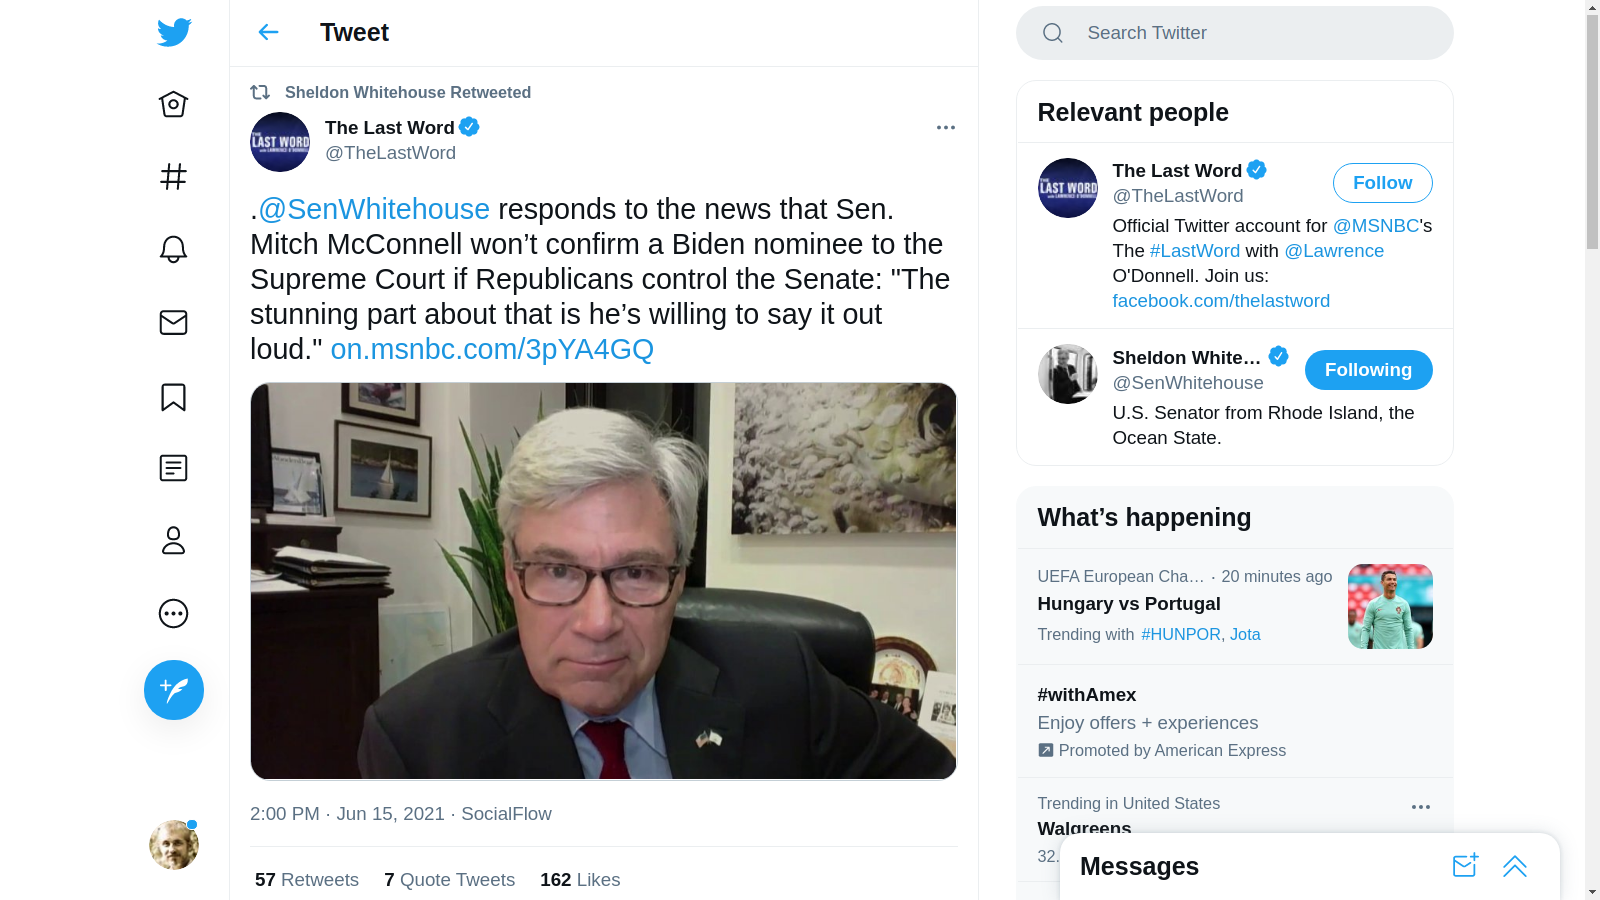 Tweet
Sheldon Whitehouse Retweeted
The Last Word
@TheLastWord
THE
LAST WORD
.@SenWhitehouse responds to the news that Sen.
Mitch McConnell won’t confirm a Biden nominee to the
Supreme Court if Republicans control the Senate: "The
stunning part about that is he’s willing to say it out
loud." on.msnbc.com/3pYA4GQ
2:00 PM · Jun 15, 2021 · SocialFlow
57 Retweets 7 Quote Tweets 162 Likes
Search Twitter
Relevant people
The Last Word
@TheLastWord
Follow
THE
LAST WORD
Official Twitter account for @MSNBC's
The #LastWord with @Lawrence
O'Donnell. Join us:
facebook.com/thelastword
Sheldon White...
@SenWhitehouse
Following
U.S. Senator from Rhode Island, the
Ocean State.
What’s happening
UEFA European Cha... · 20 minutes ago
Hungary vs Portugal
Trending with #HUNPOR, Jota
#withAmex
Enjoy offers + experiences
Promoted by American Express
Trending in United States
Walgreens
32.
Messages